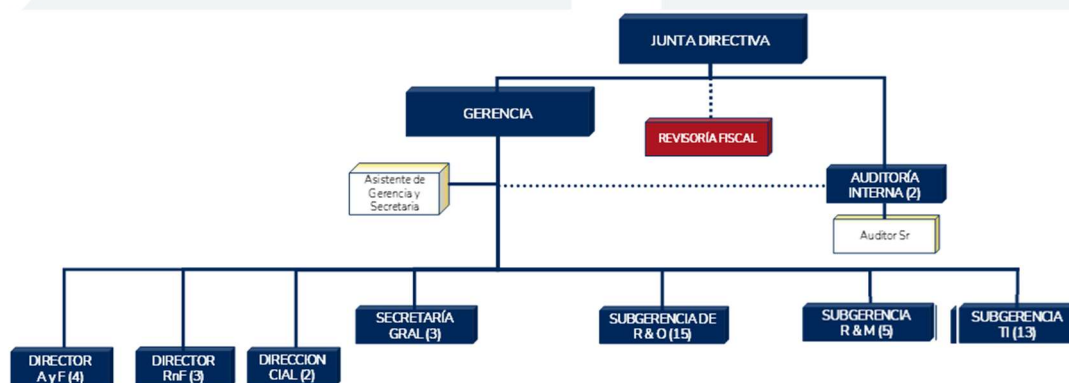 JUNTA DIRECTIVA
GERENCIA
REVISORÍA FISCAL
Asistente de
Gerencia y
Secretaria
AUDITORÍA
INTERNA (2)
Auditor Sr
SECRETARÍA
GRAL (3)
SUBGERENCIA DE
R & O (15)
SUBGERENCIA
R & M (5)
SUBGERENCIA
TI (13)
DIRECTOR
A y F (4)
DIRECTOR
RnF (3)
DIRECCION
CIAL (2)